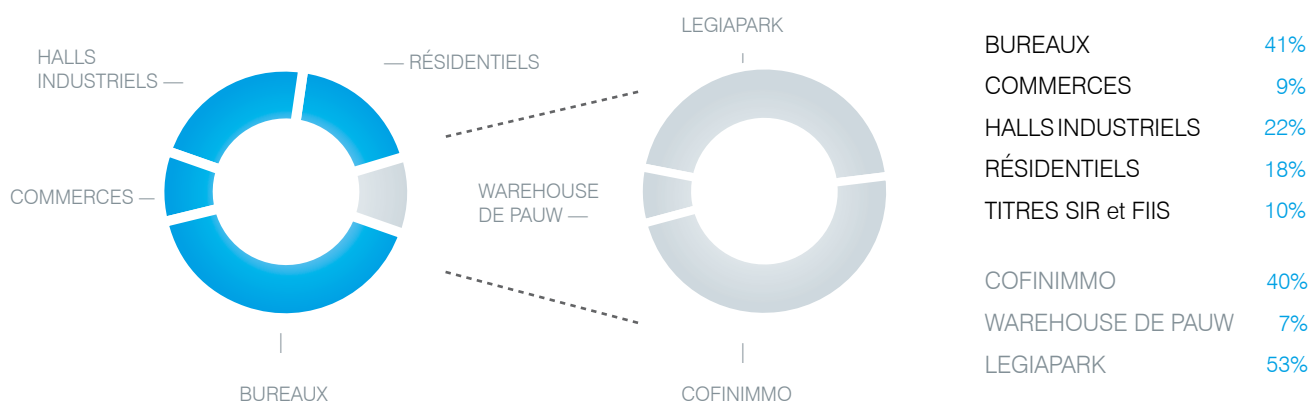 HALLS
INDUSTRIELS —
— RÉSIDENTIELS
COMMERCES —
BUREAUX
LEGIAPARK
WAREHOUSE
DE PAUW —
COFINIMMO
BUREAUX 41%
COMMERCES 9%
HALLS INDUSTRIELS 22%
RÉSIDENTIELS 18%
TITRES SIR et FIIS 10%
COFINIMMO 40%
WAREHOUSE DE PAUW 7%
LEGIAPARK 53%